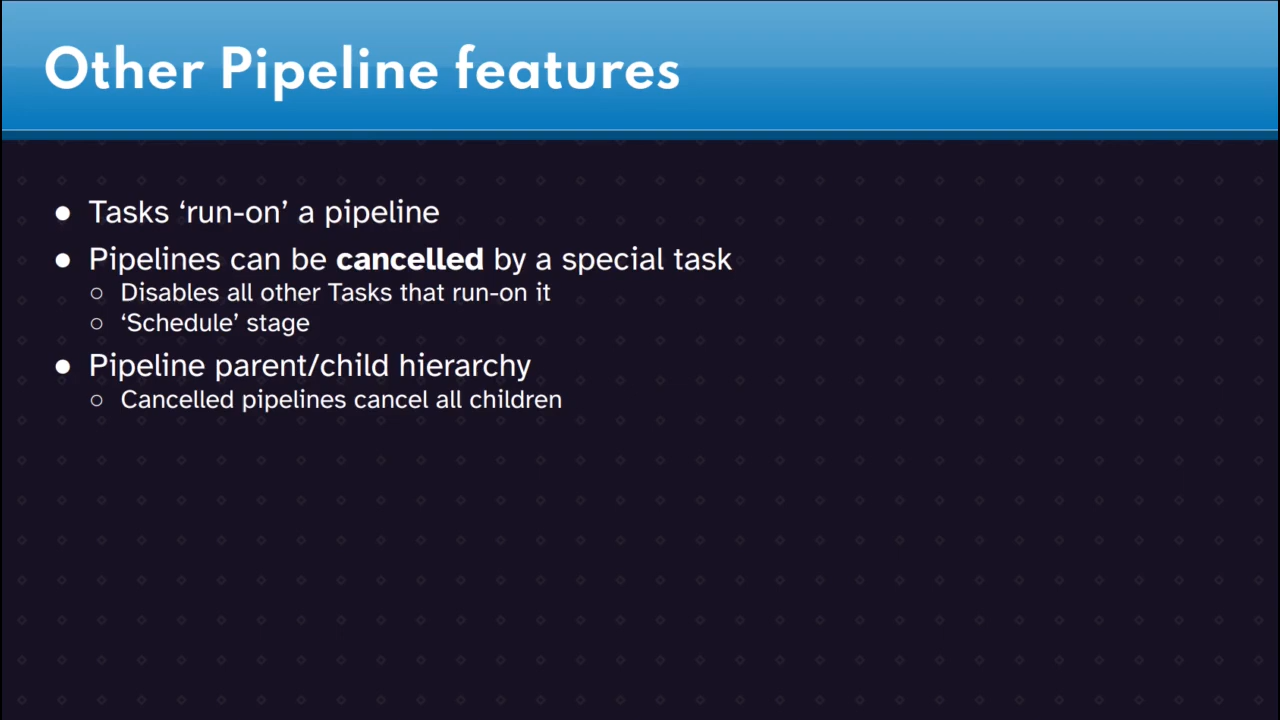 Other Pipeline features
● Tasks ‘run-on’ a pipeline
● Pipelines can be cancelled by a special task
○ Disables all other Tasks that run-on it
○ ‘Schedule’ stage
● Pipeline parent/child hierarchy
○ Cancelled pipelines cancel all children